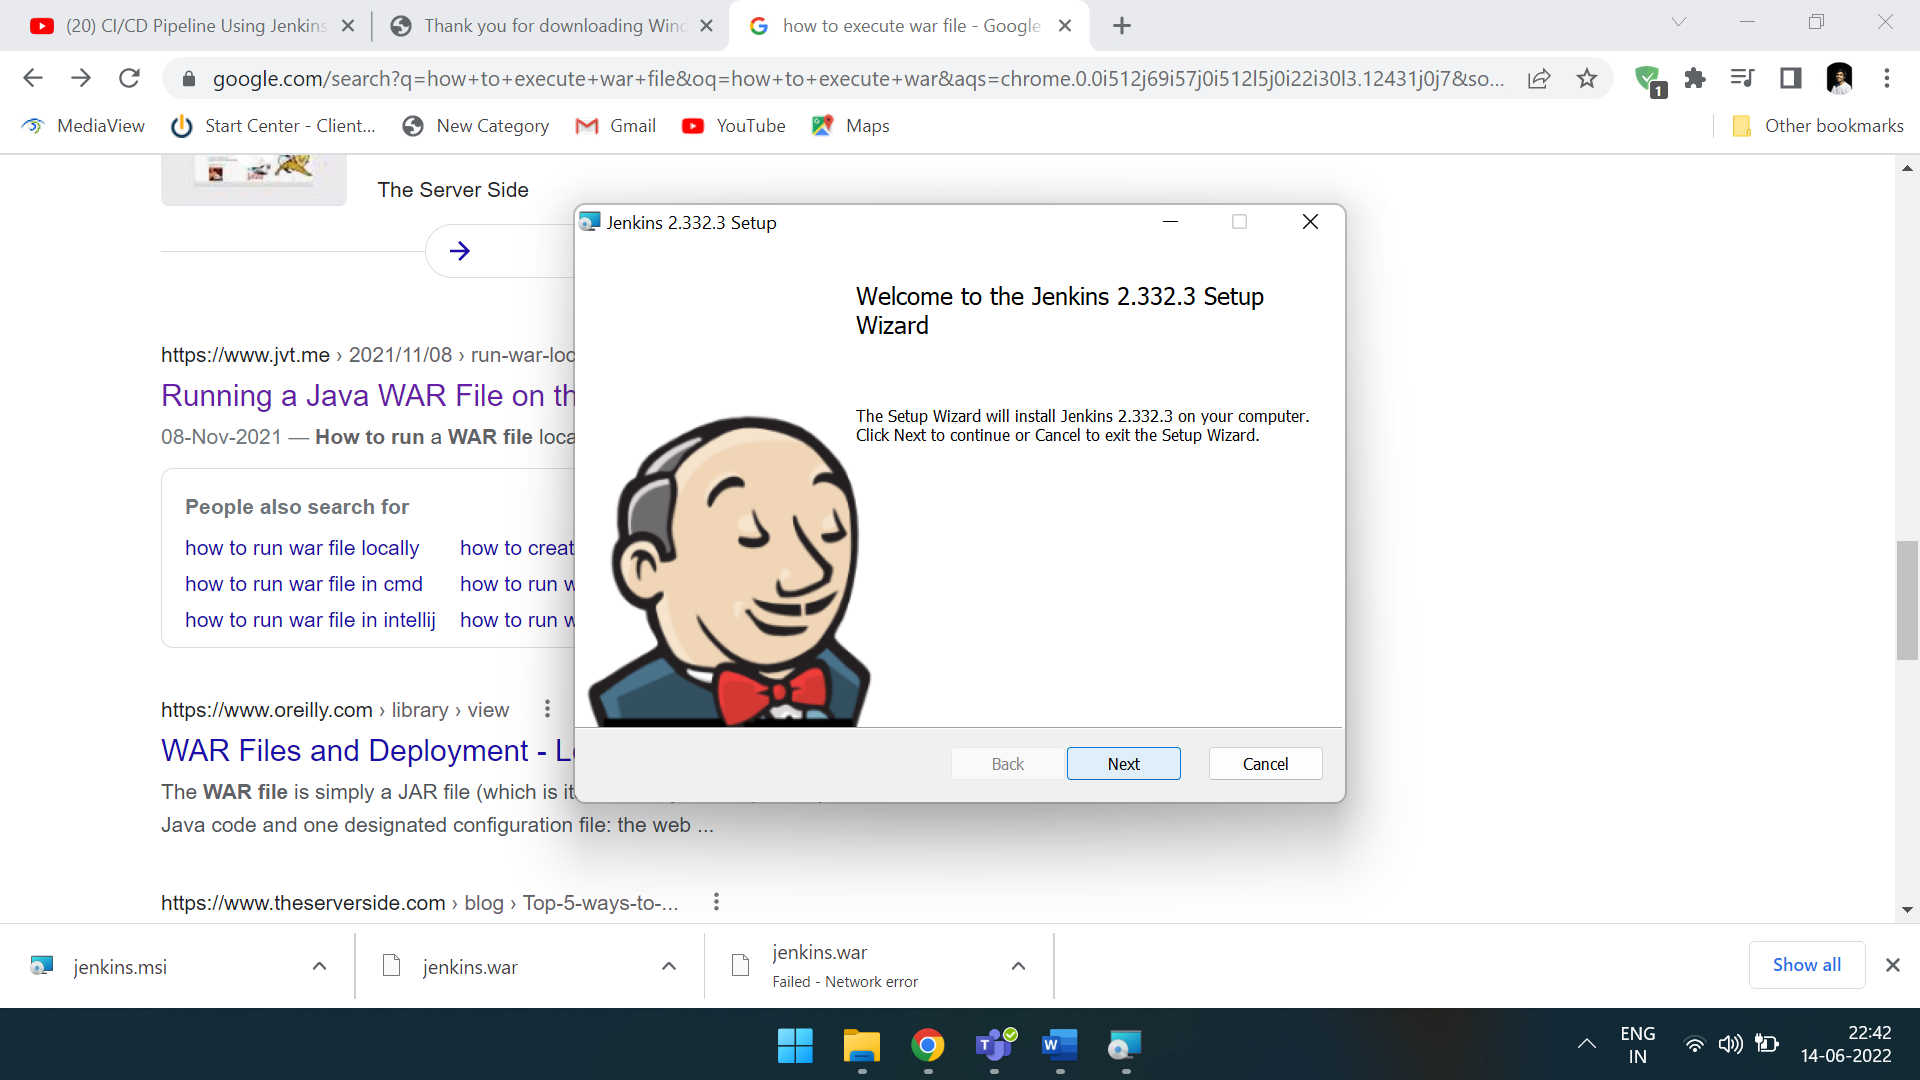 (20) CI/CD Pipeline Using Jenkins
Thank you for downloading Wind
how to execute war file - Google
google.com/search?q=how+to+execute+war+file&oq=how+to+execute+war&aqs=chrome.0.0i512j69i57j0i512l5j0i22i30l3.12431j0j7&so...
1
MediaView
Start Center - Client...
New Category
Gmail
YouTube
Maps
Other bookmarks
The Server Side
https://www.jvt.me › 2021/11/08 › run-war-loc
Running a Java WAR File on th
08-Nov-2021 — How to run a WAR file loca
People also search for
how to run war file locally
how to creat
how to run war file in cmd
how to run w
how to run war file in intellij
how to run w
https://www.oreilly.com › library › view
WAR Files and Deployment - Le
The WAR file is simply a JAR file (which is it
Java code and one designated configuration file: the web ...
https://www.theserverside.com › blog › Top-5-ways-to-...
Jenkins 2.332.3 Setup
Welcome to the Jenkins 2.332.3 Setup
Wizard
The Setup Wizard will install Jenkins 2.332.3 on your computer.
Click Next to continue or Cancel to exit the Setup Wizard.
Back
Next
Cancel
jenkins.msi
jenkins.war
jenkins.war
Failed - Network error
Show all
ENG
IN
22:42
14-06-2022